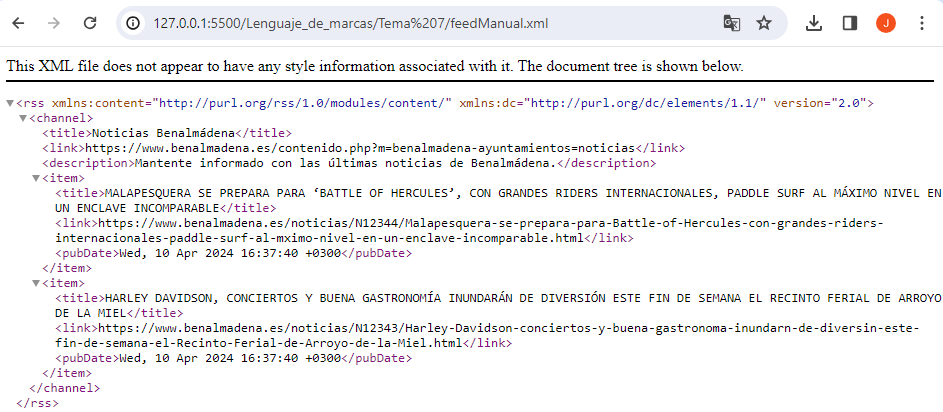 127.0.0.1:5500/Lenguaje_de_marcas/Tema%207/feedManual.xml
J
This XML file does not appear to have any style information associated with it. The document tree is shown below.
▼<rss xmlns:content="http://purl.org/rss/1.0/modules/content/" xmlns:dc="http://purl.org/dc/elements/1.1/" version="2.0">
▼<channel>
<title>Noticias Benalmádena</title>
<link>https://www.benalmadena.es/contenido.php?m=benalmadena-ayuntamientos=noticias</link>
<description>Mantente informado con las últimas noticias de Benalmádena.</description>
▼<item>
<title>MALAPESQUERA SE PREPARA PARA ‘BATTLE OF HERCULES’, CON GRANDES RIDERS INTERNACIONALES, PADDLE SURF AL MÁXIMO NIVEL EN
UN ENCLAVE INCOMPARABLE</title>
<link>https://www.benalmadena.es/noticias/N12344/Malapesquera-se-prepara-para-Battle-of-Hercules-con-grandes-riders-
internacionales-paddle-surf-al-mximo-nivel-en-un-enclave-incomparable.html</link>
<pubDate>Wed, 10 Apr 2024 16:37:40 +0300</pubDate>
</item>
▼<item>
<title>HARLEY DAVIDSON, CONCIERTOS Y BUENA GASTRONOMÍA INUNDARÁN DE DIVERSIÓN ESTE FIN DE SEMANA EL RECINTO FERIAL DE ARROYO
DE LA MIEL</title>
<link>https://www.benalmadena.es/noticias/N12343/Harley-Davidson-conciertos-y-buena-gastronoma-inundarn-de-diversin-este-
fin-de-semana-el-Recinto-Ferial-de-Arroyo-de-la-Miel.html</link>
<pubDate>Wed, 10 Apr 2024 16:37:40 +0300</pubDate>
</item>
</channel>
</rss>